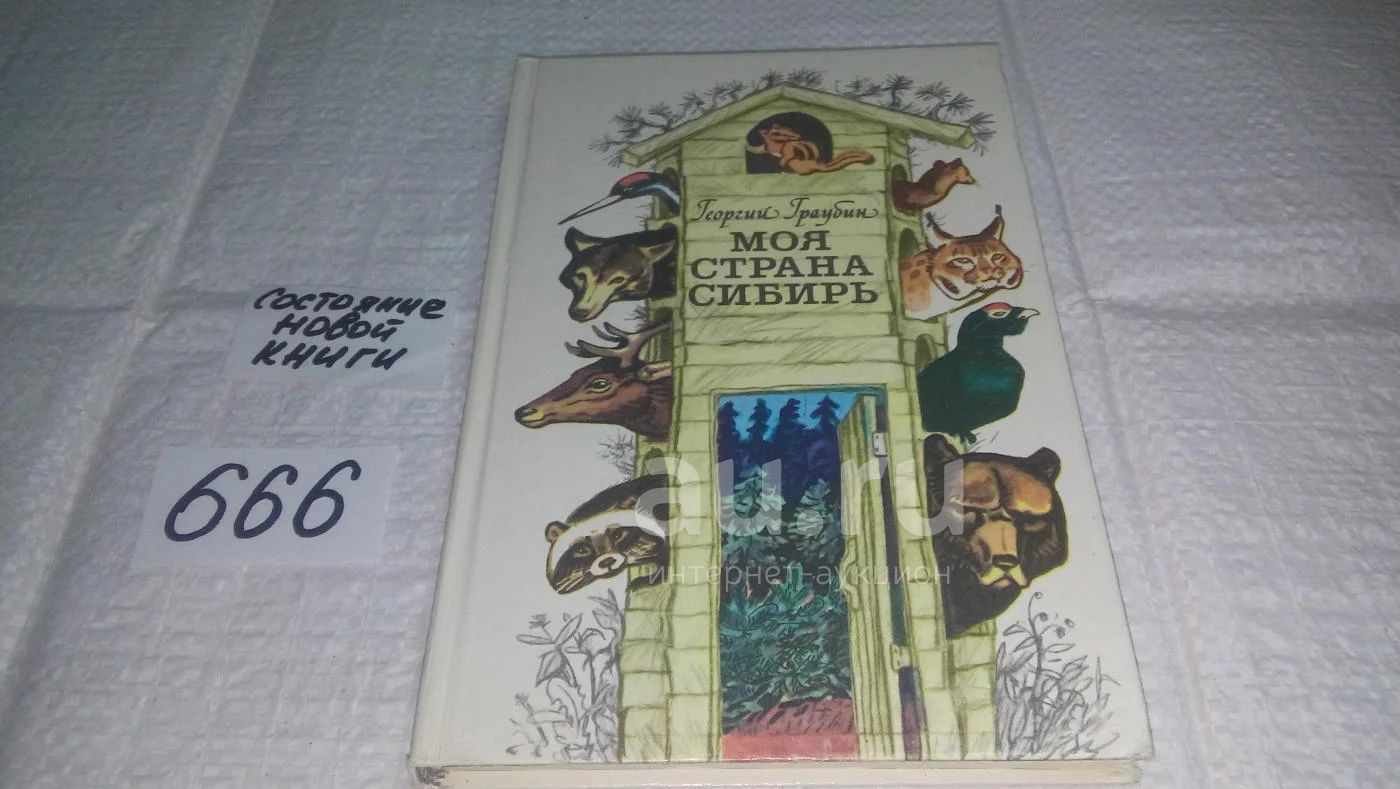 Георгий Граубин
МОЯ
СТРАНА
СИБИРЬ
Состояние
новой
книги
666
au.ru
интернет-аукцион